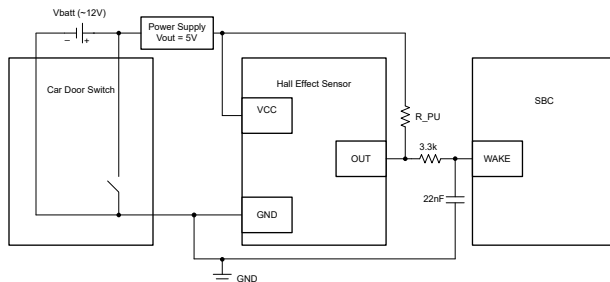 Vbatt (~12V)
– +
Power Supply
Vout = 5V
Car Door Switch
Hall Effect Sensor
SBC
VCC
R_PU
3.3k
OUT
WAKE
22nF
GND
GND